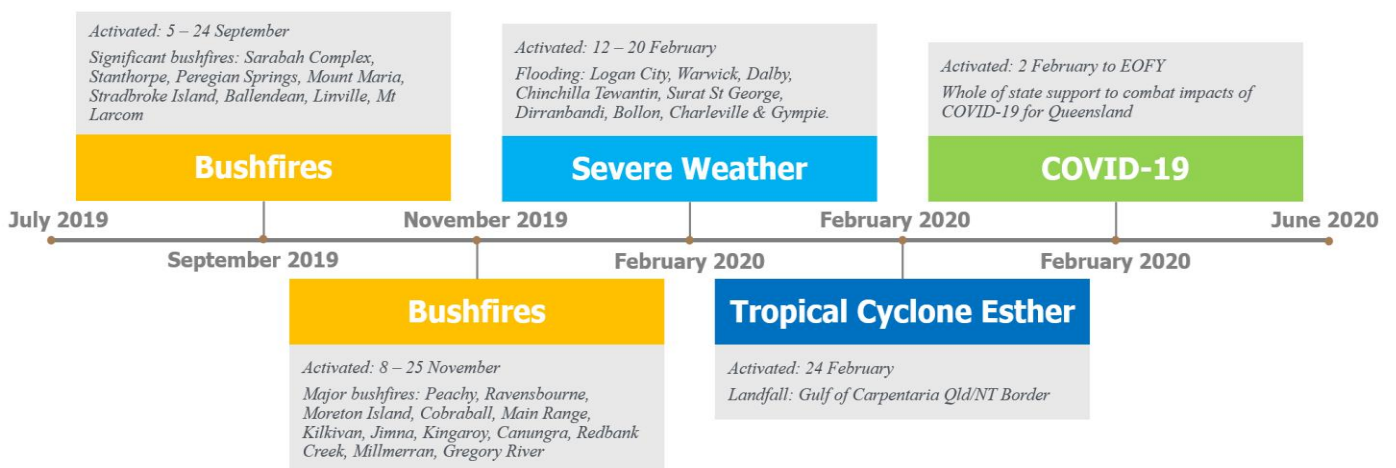 Activated: 5 – 24 September
Significant bushfires: Sarabah Complex,
Stanthorpe, Peregian Springs, Mount Maria,
Stradbroke Island, Ballendean, Linville, Mt
Larcom
Bushfires
Activated: 12 – 20 February
Flooding: Logan City, Warwick, Dalby,
Chinchilla Tewantin, Surat St George,
Dirranbandi, Bollon, Charleville & Gympie.
Severe Weather
Activated: 2 February to EOFY
Whole of state support to combat impacts of
COVID-19 for Queensland
COVID-19
July 2019
November 2019
February 2020
June 2020
September 2019
February 2020
February 2020
Bushfires
Activated: 8 – 25 November
Major bushfires: Peachy, Ravensbourne,
Moreton Island, Cobraball, Main Range,
Kilkivan, Jimna, Kingaroy, Canungra, Redbank
Creek, Millmerran, Gregory River
Tropical Cyclone Esther
Activated: 24 February
Landfall: Gulf of Carpentaria Qld/NT Border